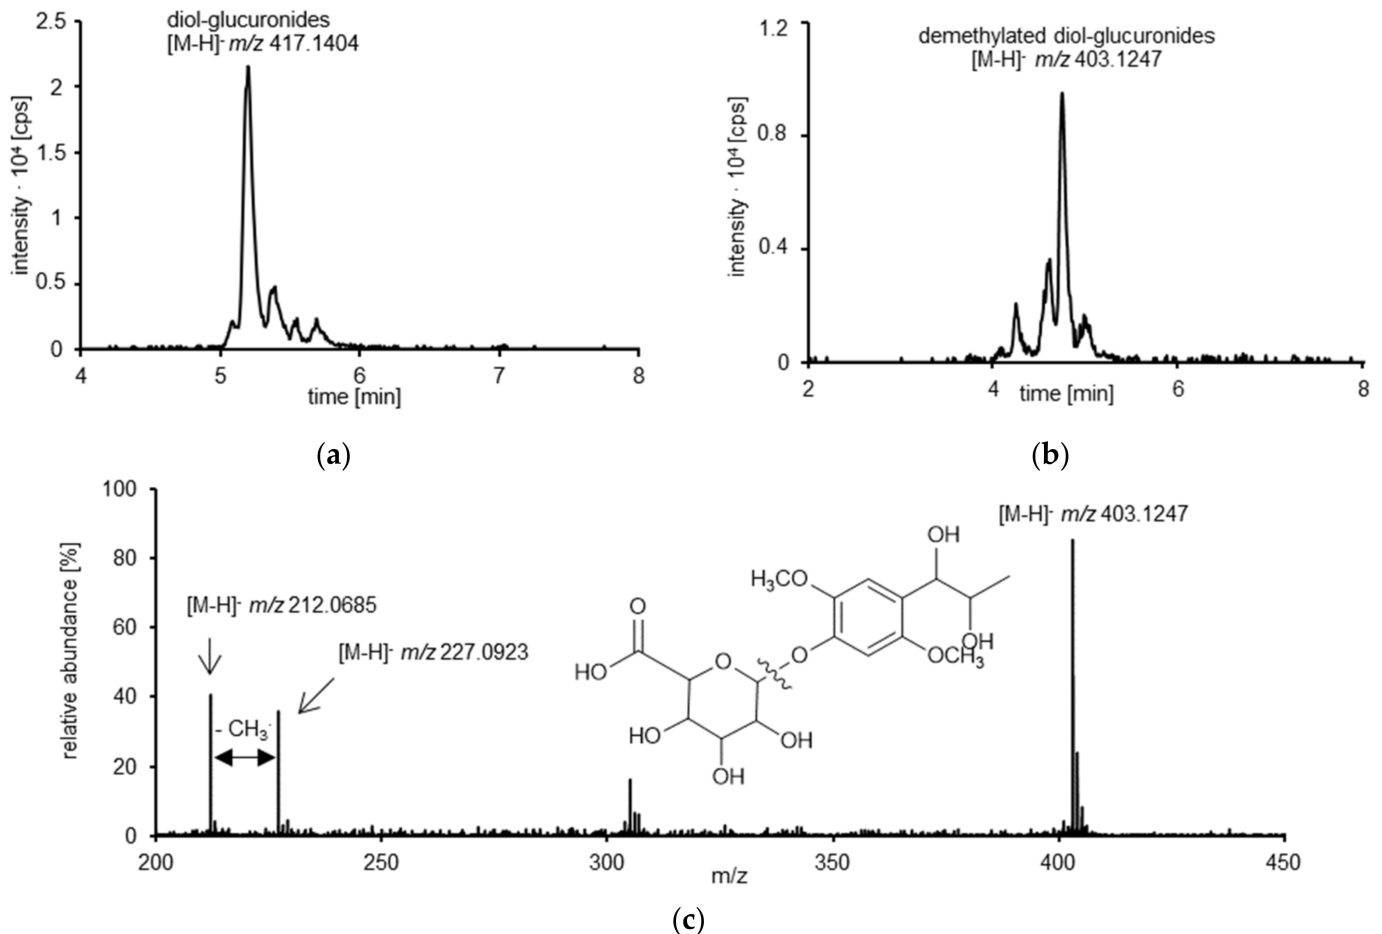 diol-glucuronides
[M-H]- m/z 417.1404
2.5
2
1.5
1
0.5
0
intensity · 10⁴ [cps]
4 5 6 7 8
time [min]
(a)
demethylated diol-glucuronides
[M-H]- m/z 403.1247
1.2
0.8
0.4
0
intensity · 10⁴ [cps]
2 4 6 8
time [min]
(b)
100
80
60
40
20
0
relative abundance [%]
[M-H]- m/z 212.0685
[M-H]- m/z 227.0923
- ·CH₃·
[M-H]- m/z 403.1247
OH
H₃CO
OH
OCH₃
O
O
O
HO
HO
OH
OH
200 250 300 350 400 450
m/z
(c)